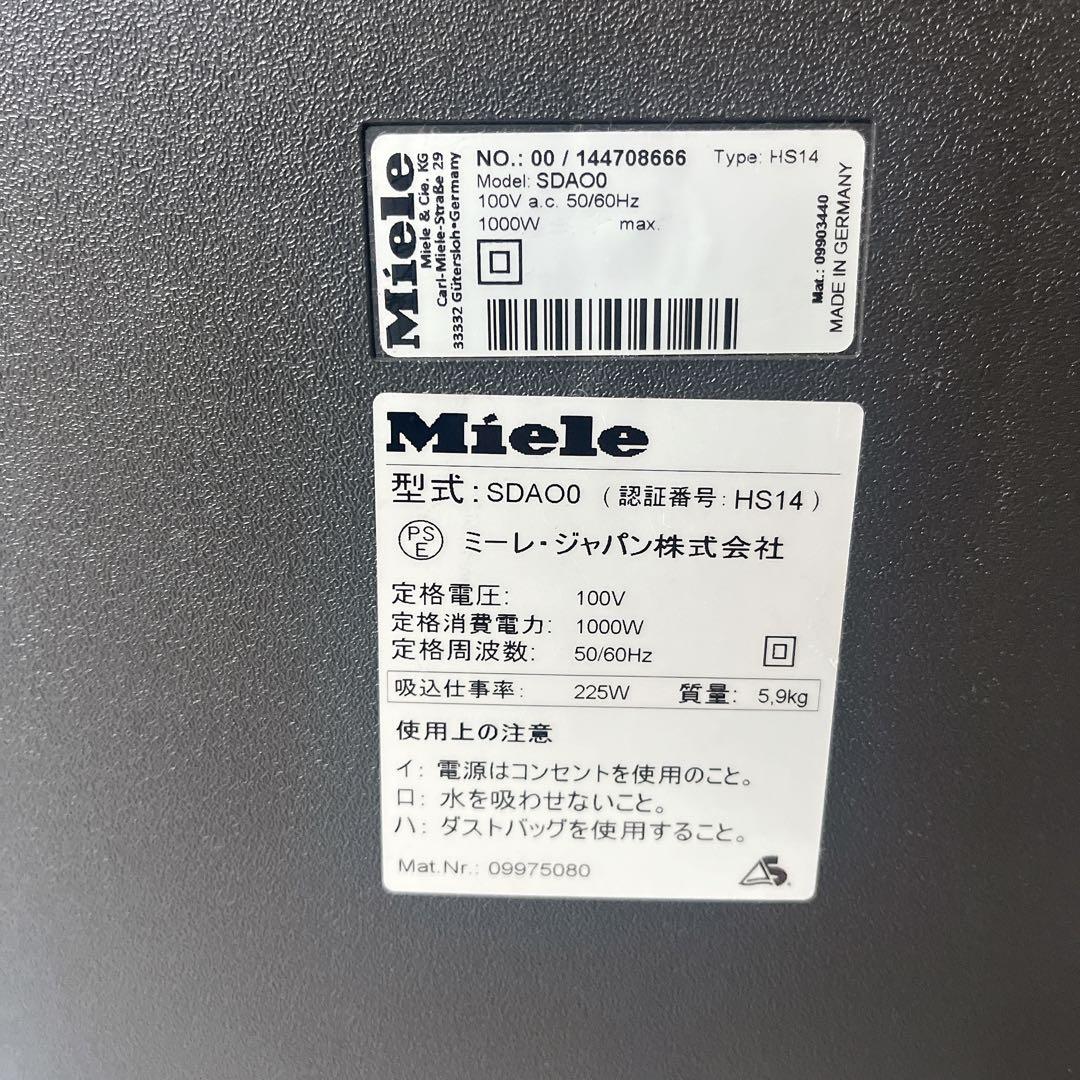 Miele
Miele & Cie. KG
Carl-Miele-Straße 29
33332 Gütersloh•Germany
NO.: 00 / 144708666 Type: HS14
Model: SDAO0
100V a.c. 50/60Hz
1000W max.
Mat.: 09903440
MADE IN GERMANY
Miele
型式: SDAO0 (認証番号: HS14)
PS
E
ミーレ・ジャパン株式会社
定格電圧: 100V
定格消費電力: 1000W
定格周波数: 50/60Hz
吸込仕事率: 225W 質量: 5,9kg
使用上の注意
イ: 電源はコンセントを使用のこと。
ロ: 水を吸わせないこと。
ハ: ダストバッグを使用すること。
Mat.Nr.: 09975080